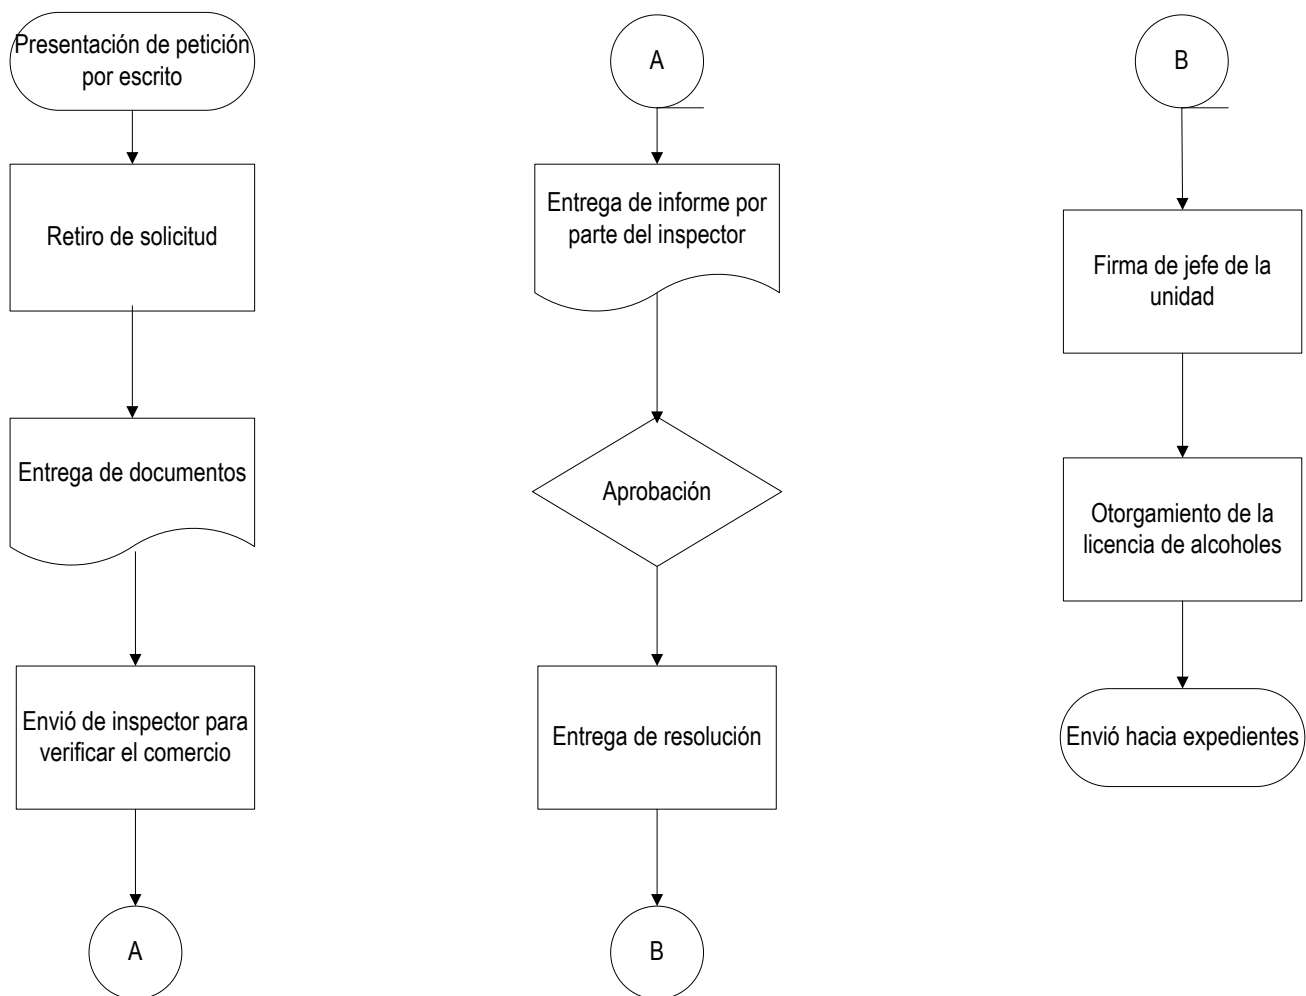 Presentación de petición
por escrito
Retiro de solicitud
Entrega de documentos
Envió de inspector para
verificar el comercio
A
A
Entrega de informe por
parte del inspector
Aprobación
Entrega de resolución
B
B
Firma de jefe de la
unidad
Otorgamiento de la
licencia de alcoholes
Envió hacia expedientes